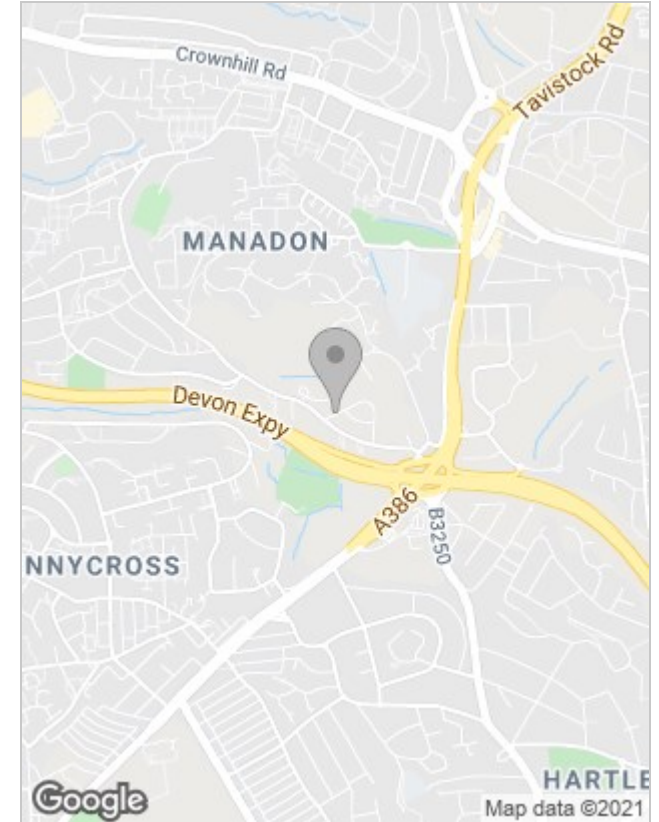 Crownhill Rd
Tavistock Rd
MANADON
Devon Expy
A386
B3250
NNYCROSS
HARTLE
Google
Map data ©2021